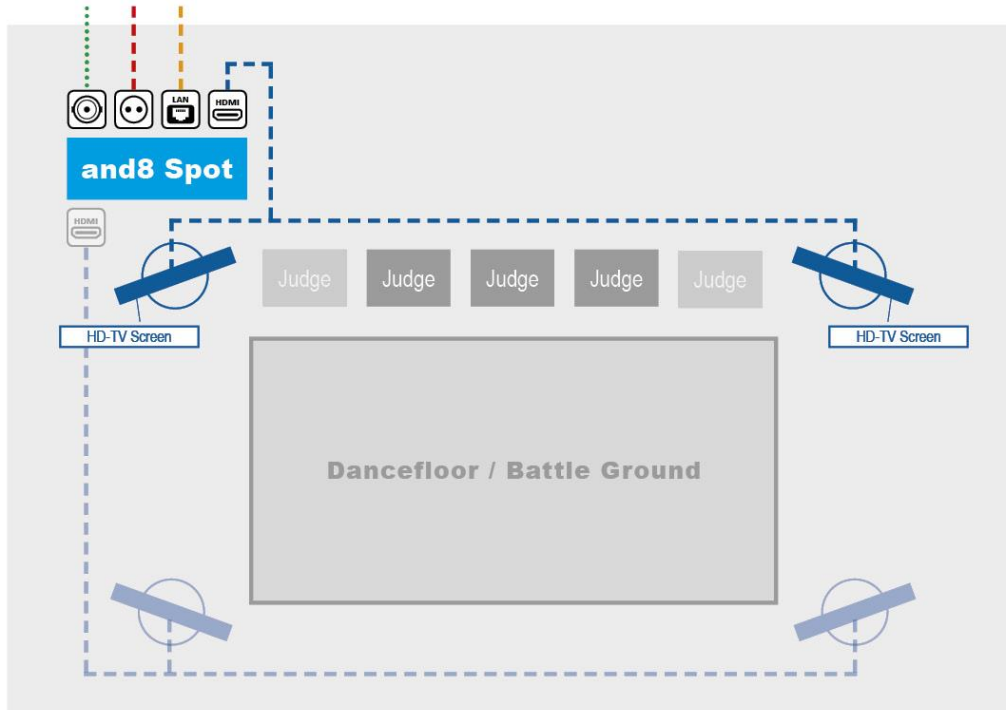 LAN
HDMI
and8 Spot
HDMI
Judge
Judge
Judge
Judge
Judge
HD-TV Screen
HD-TV Screen
Dancefloor / Battle Ground